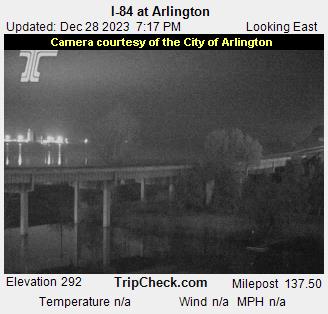 I-84 at Arlington
Updated: Dec 28 2023 7:17 PM Looking East
Camera courtesy of the City of Arlington
Elevation 292 TripCheck.com Milepost 137.50
Temperature n/a Wind n/a MPH n/a